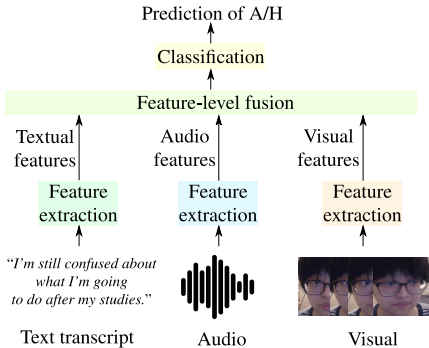 Prediction of A/H
Classification
Feature-level fusion
Textual features
Audio features
Visual features
Feature extraction
Feature extraction
Feature extraction
“I’m still confused about
what I’m going
to do after my studies.”
Text transcript
Audio
Visual